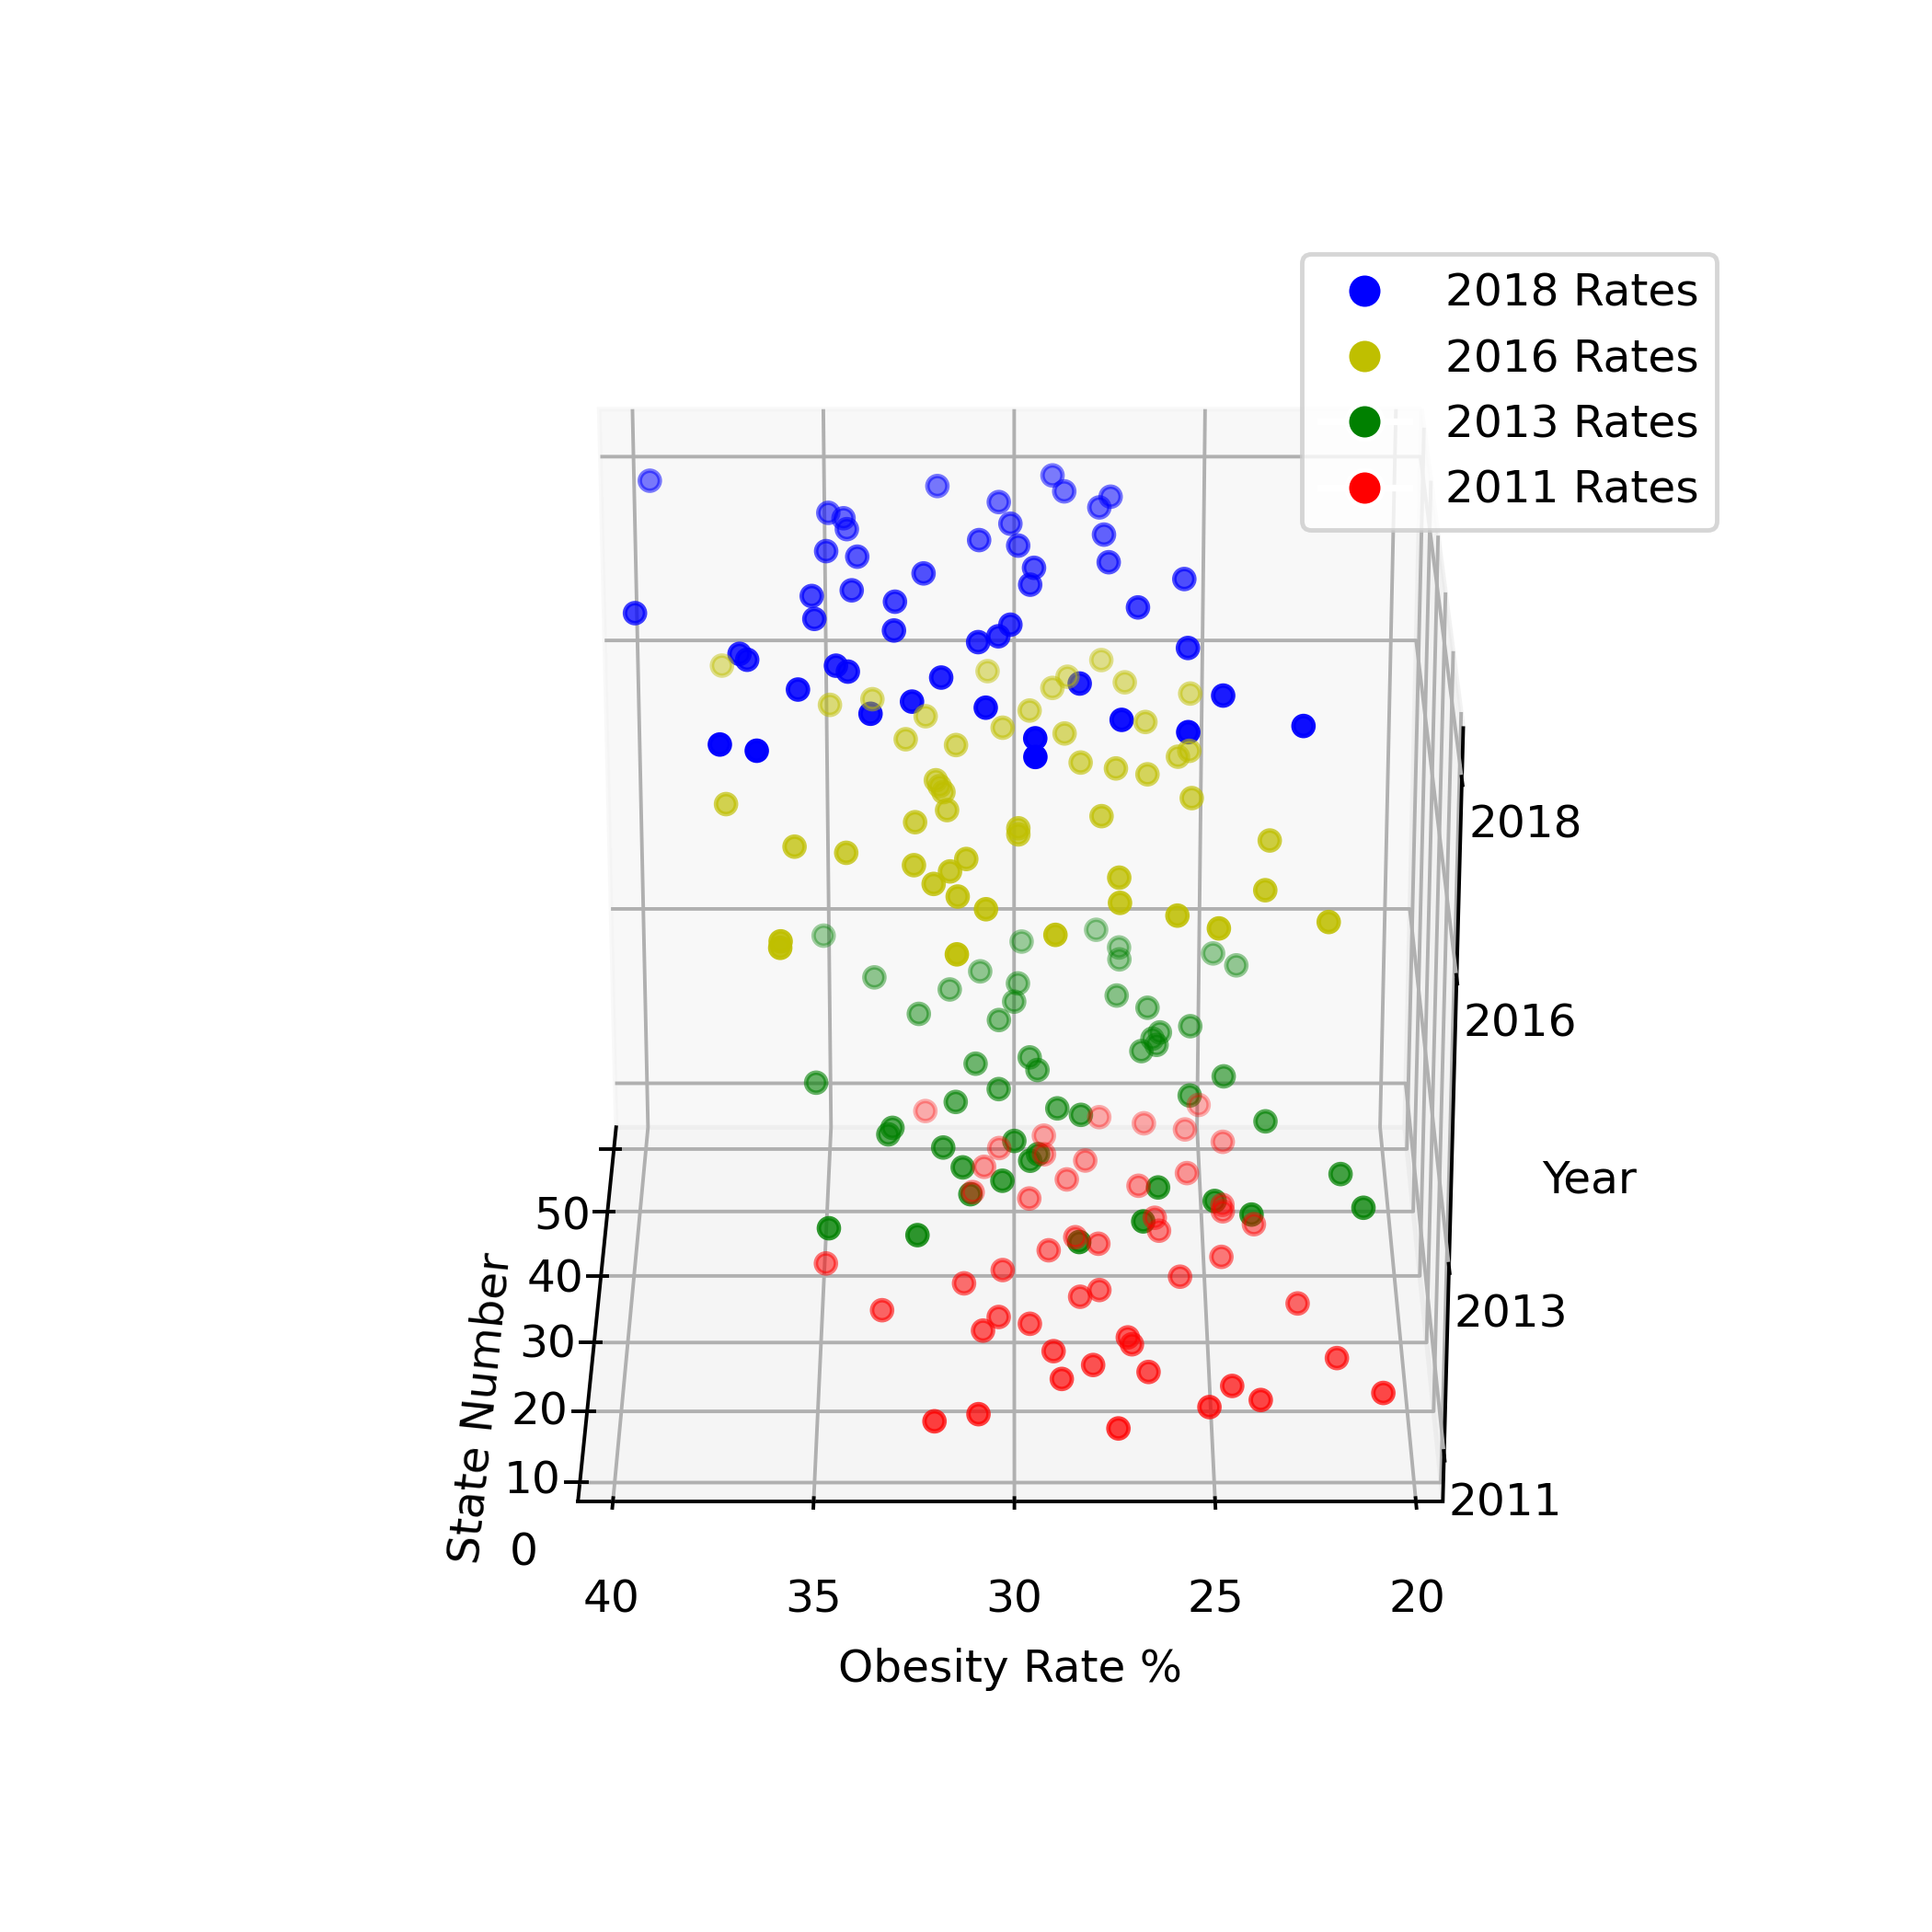 2018 Rates
2016 Rates
2013 Rates
2011 Rates
2018
2016
Year
2013
2011
State Number
50
40
30
20
10
0
40 35 30 25 20
Obesity Rate %